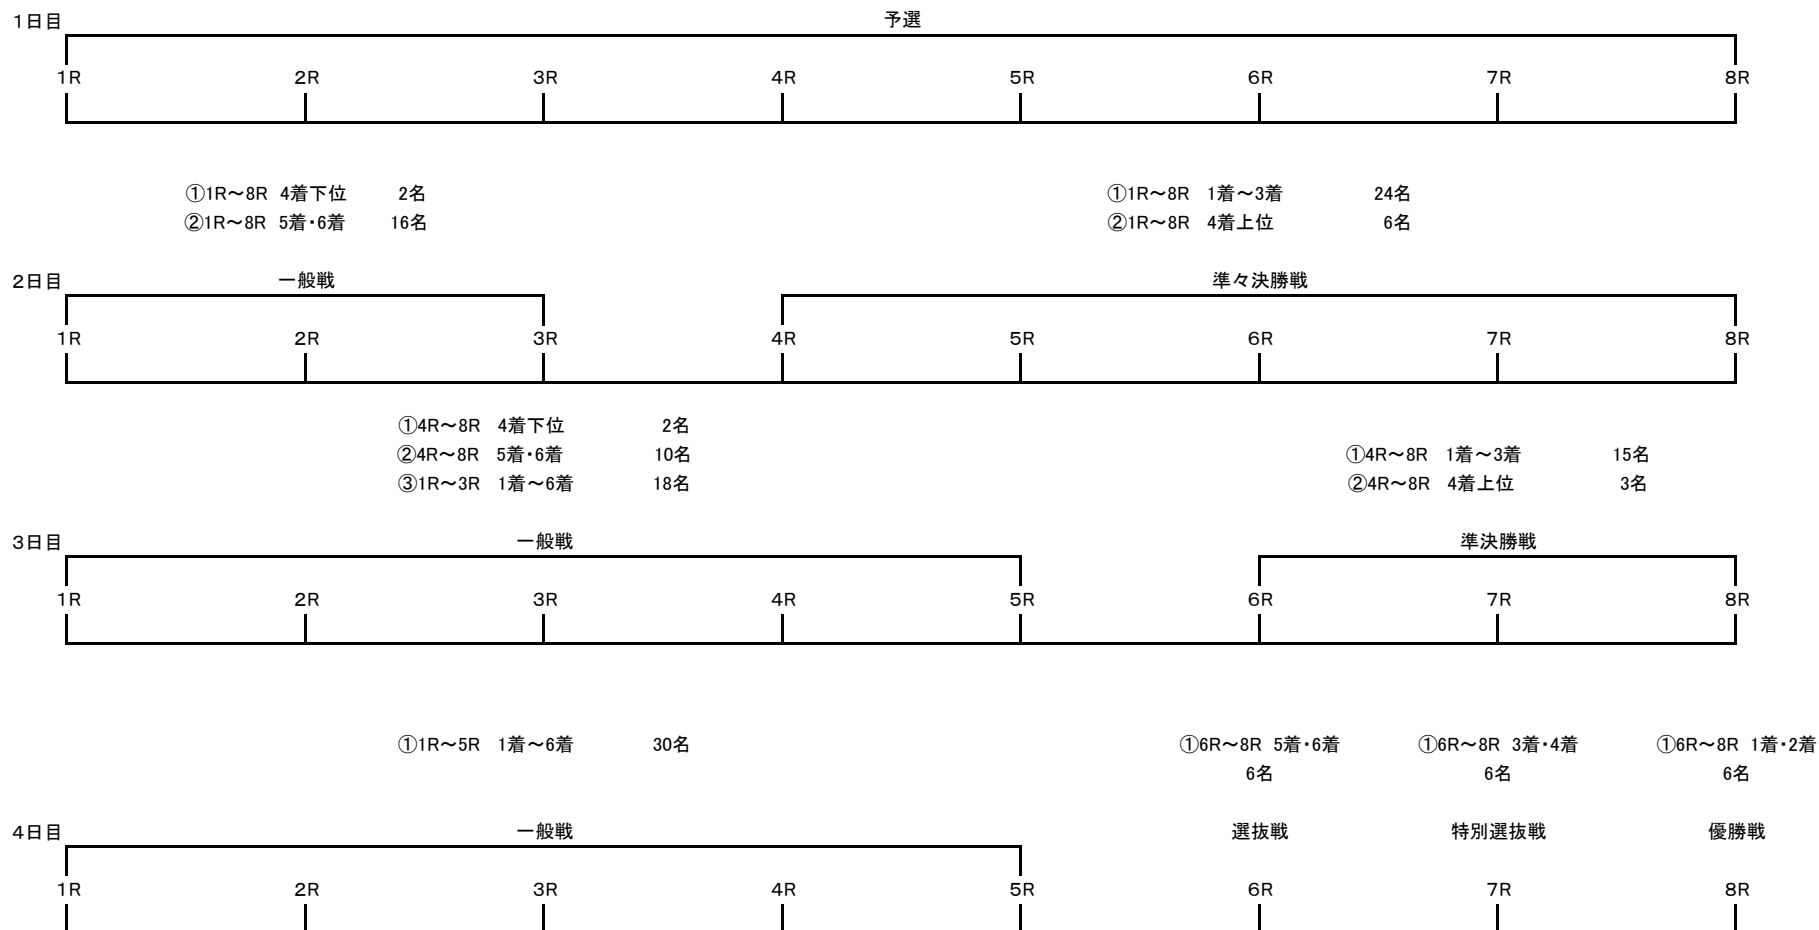 1日目
予選
1R 2R 3R 4R 5R 6R 7R 8R
①1R～8R 4着下位 2名
②1R～8R 5着・6着 16名
①1R～8R 1着～3着 24名
②1R～8R 4着上位 6名
2日目
一般戦
準々決勝戦
1R 2R 3R 4R 5R 6R 7R 8R
①4R～8R 4着下位 2名
②4R～8R 5着・6着 10名
③1R～3R 1着～6着 18名
①4R～8R 1着～3着 15名
②4R～8R 4着上位 3名
3日目
一般戦
準決勝戦
1R 2R 3R 4R 5R 6R 7R 8R
①1R～5R 1着～6着 30名
①6R～8R 5着・6着
6名
①6R～8R 3着・4着
6名
①6R～8R 1着・2着
6名
4日目
一般戦
選抜戦
特別選抜戦
優勝戦
1R 2R 3R 4R 5R 6R 7R 8R